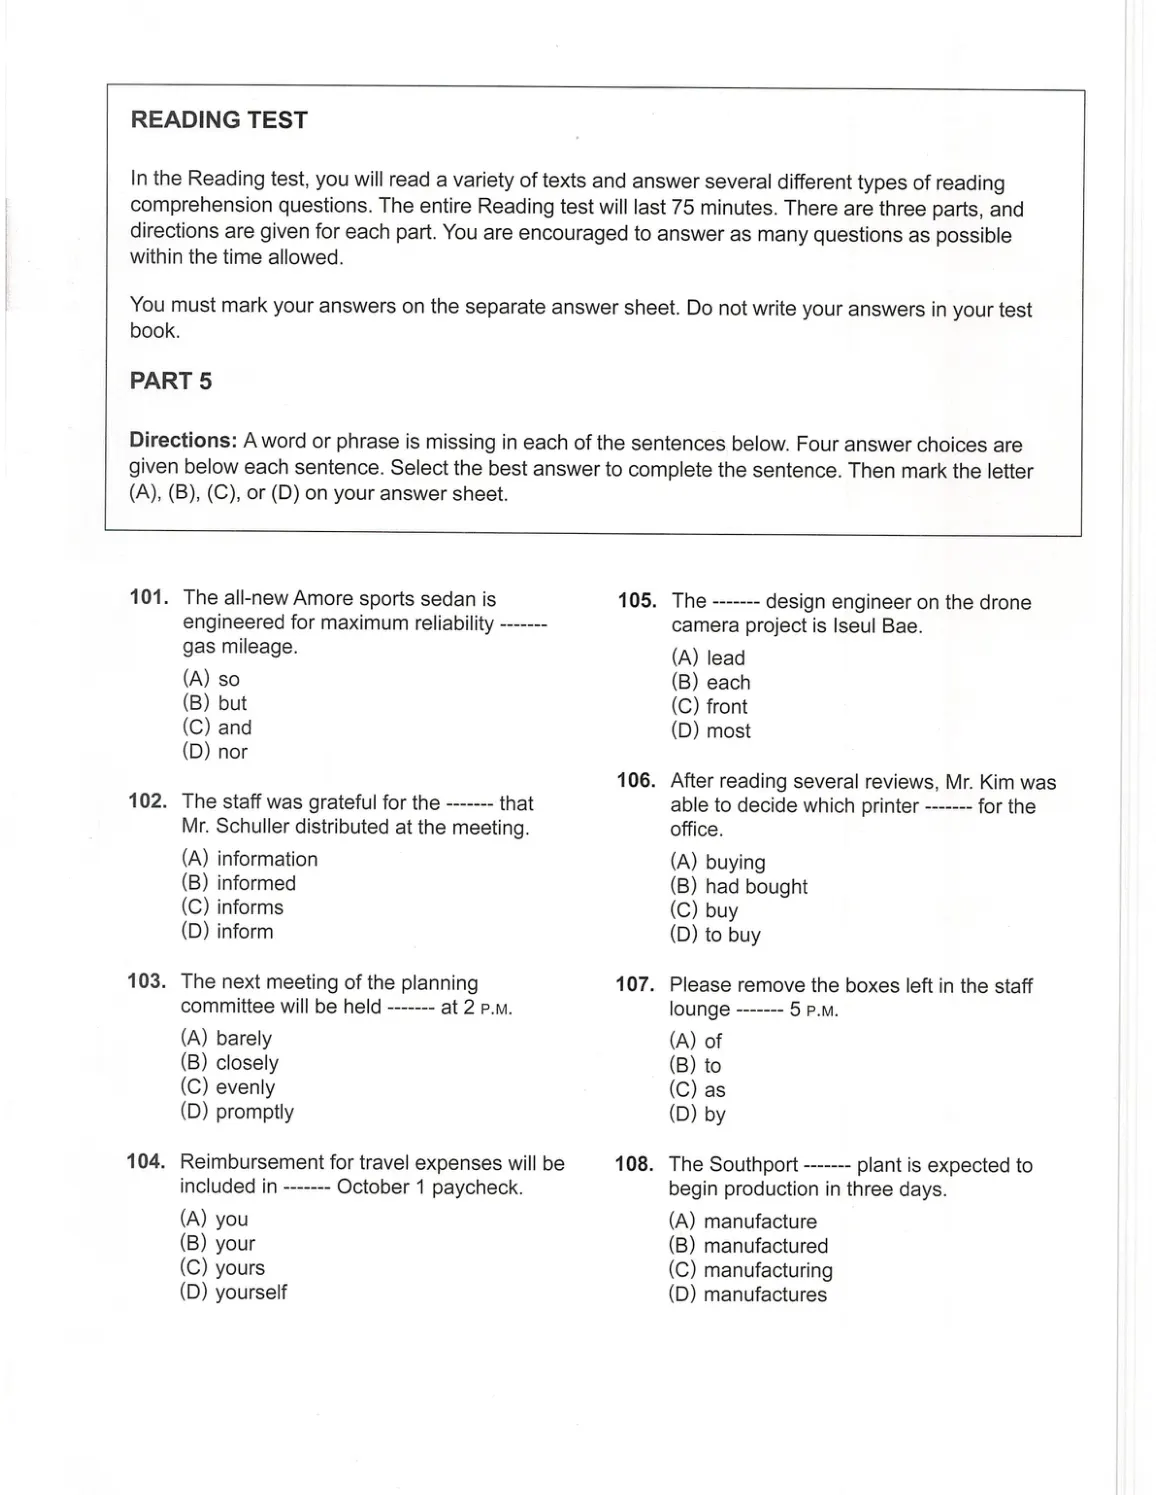 READING TEST
In the Reading test, you will read a variety of texts and answer several different types of reading
comprehension questions. The entire Reading test will last 75 minutes. There are three parts, and
directions are given for each part. You are encouraged to answer as many questions as possible
within the time allowed.
You must mark your answers on the separate answer sheet. Do not write your answers in your test
book.
PART 5
Directions: A word or phrase is missing in each of the sentences below. Four answer choices are
given below each sentence. Select the best answer to complete the sentence. Then mark the letter
(A), (B), (C), or (D) on your answer sheet.
101. The all-new Amore sports sedan is
engineered for maximum reliability -------
gas mileage.
(A) so
(B) but
(C) and
(D) nor
102. The staff was grateful for the ------- that
Mr. Schuller distributed at the meeting.
(A) information
(B) informed
(C) informs
(D) inform
103. The next meeting of the planning
committee will be held ------- at 2 P.M.
(A) barely
(B) closely
(C) evenly
(D) promptly
104. Reimbursement for travel expenses will be
included in ------- October 1 paycheck.
(A) you
(B) your
(C) yours
(D) yourself
105. The ------- design engineer on the drone
camera project is Iseul Bae.
(A) lead
(B) each
(C) front
(D) most
106. After reading several reviews, Mr. Kim was
able to decide which printer ------- for the
office.
(A) buying
(B) had bought
(C) buy
(D) to buy
107. Please remove the boxes left in the staff
lounge ------- 5 P.M.
(A) of
(B) to
(C) as
(D) by
108. The Southport ------- plant is expected to
begin production in three days.
(A) manufacture
(B) manufactured
(C) manufacturing
(D) manufactures